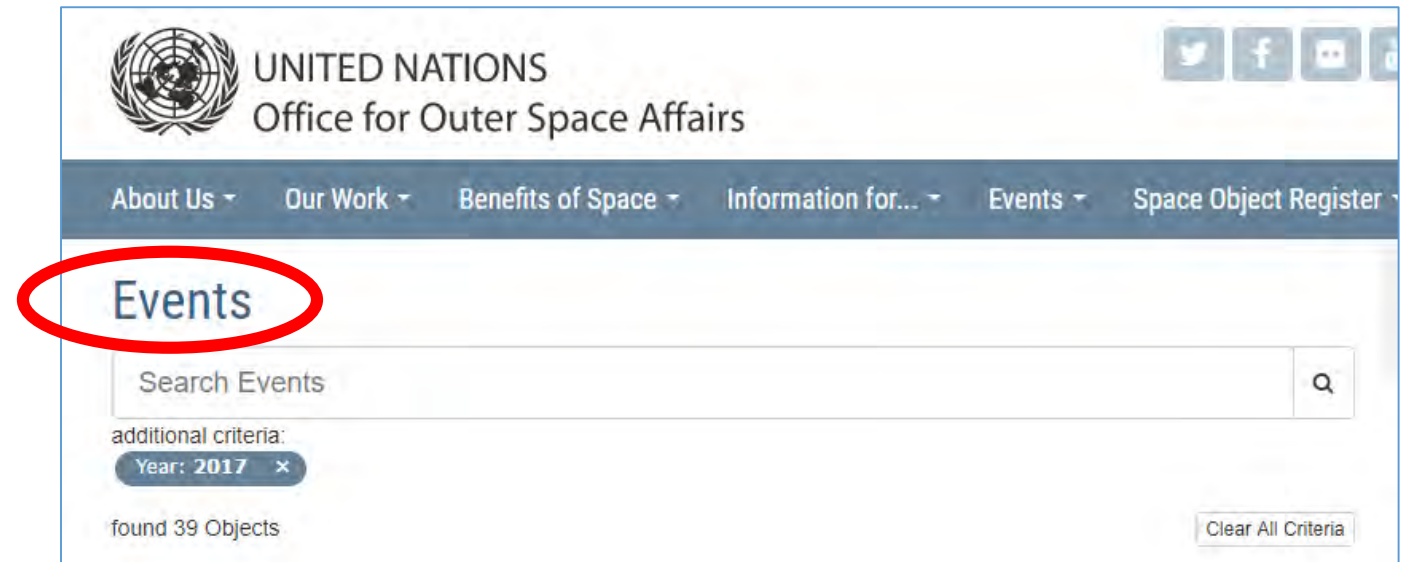 UNITED NATIONS
Office for Outer Space Affairs
About Us Our Work Benefits of Space Information for... Events Space Object Register
Events
Search Events
additional criteria:
Year: 2017 ×
found 39 Objects
Clear All Criteria